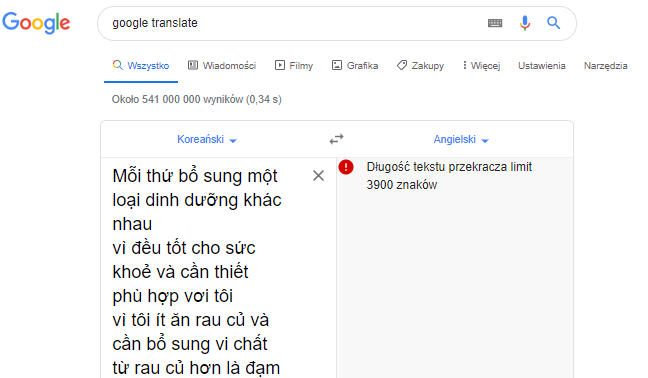 Google
google translate
Wszystko Wiadomości Filmy Grafika Zakupy Więcej Ustawienia Narzędzia
Około 541 000 000 wyników (0,34 s)
Koreański Angielski
Mỗi thứ bổ sung một
loại dinh dưỡng khác
nhau
vì đều tốt cho sức
khoẻ và cần thiết
phù hợp vơi tôi
vì tôi ít ăn rau củ và
cần bổ sung vi chất
từ rau củ hơn là đạm
Długość tekstu przekracza limit
3900 znaków